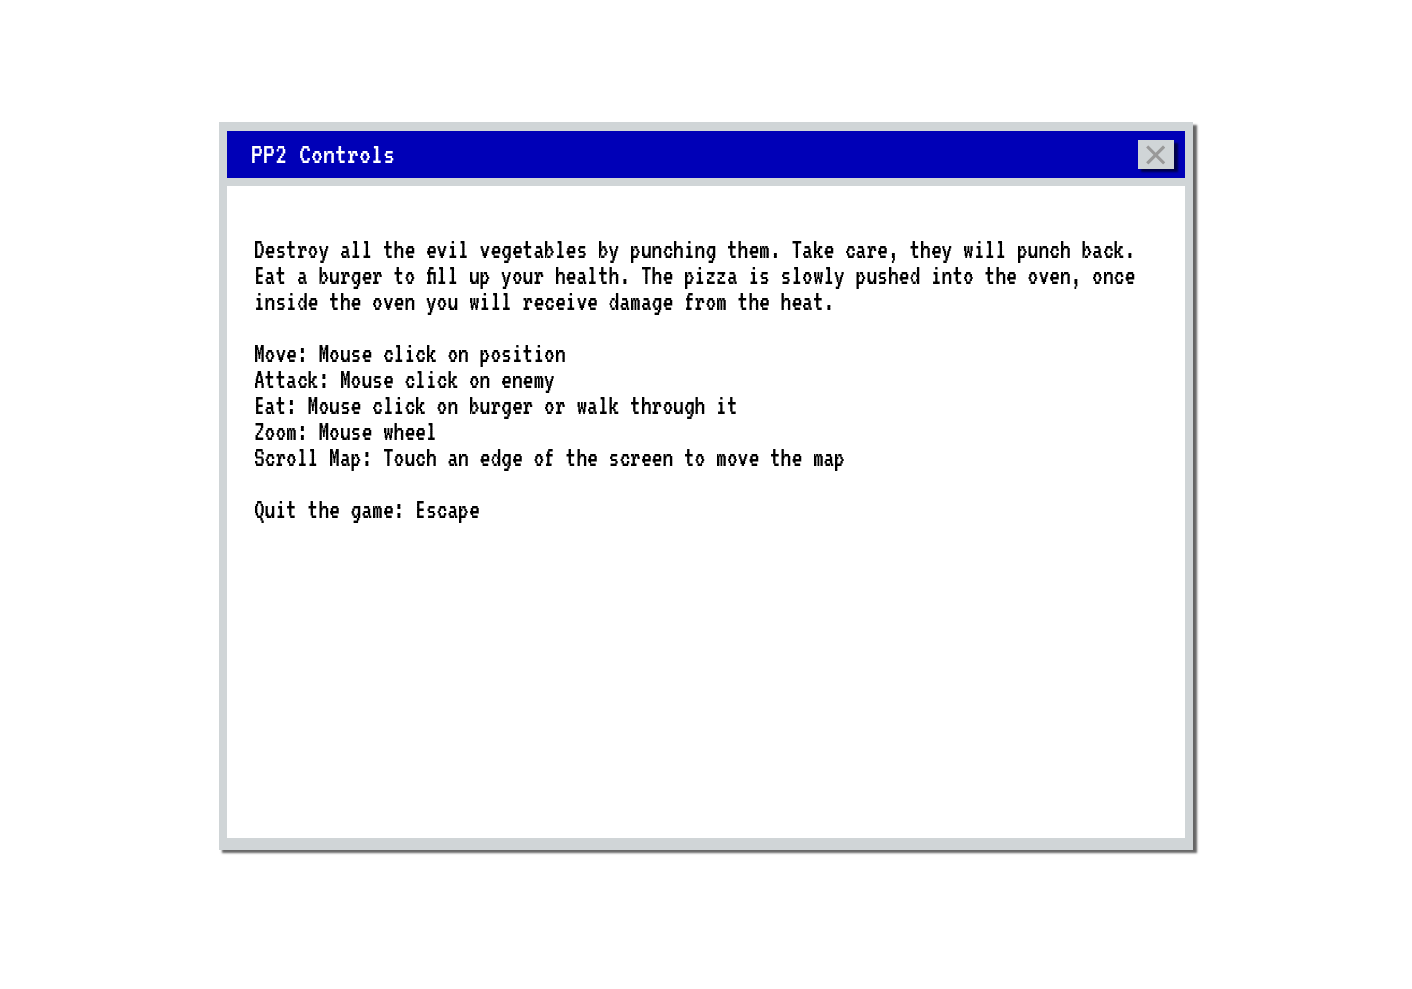 PP2 Controls
Destroy all the evil vegetables by punching them. Take care, they will punch back.
Eat a burger to fill up your health. The pizza is slowly pushed into the oven, once
inside the oven you will receive damage from the heat.
Move: Mouse click on position
Attack: Mouse click on enemy
Eat: Mouse click on burger or walk through it
Zoom: Mouse wheel
Scroll Map: Touch an edge of the screen to move the map
Quit the game: Escape